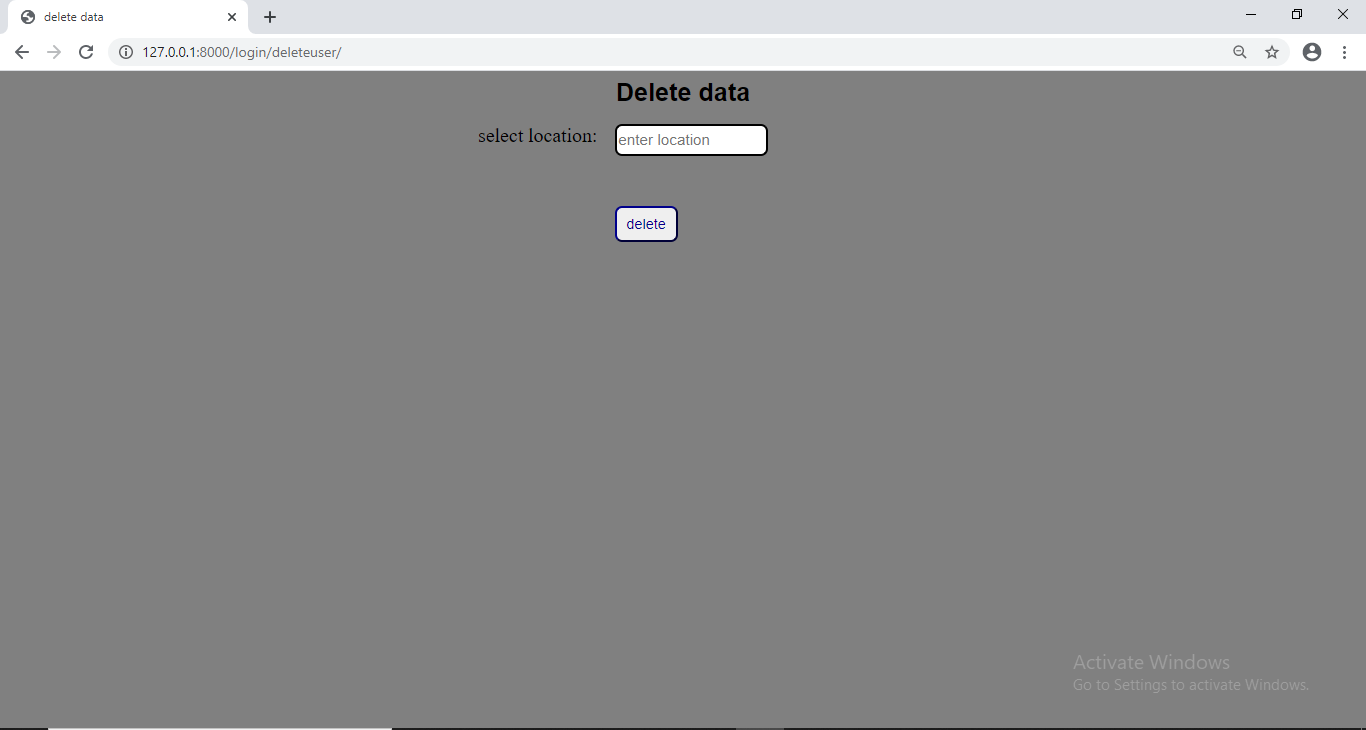 delete data
127.0.0.1:8000/login/deleteuser/
Delete data
select location:
enter location
delete
Activate Windows
Go to Settings to activate Windows.